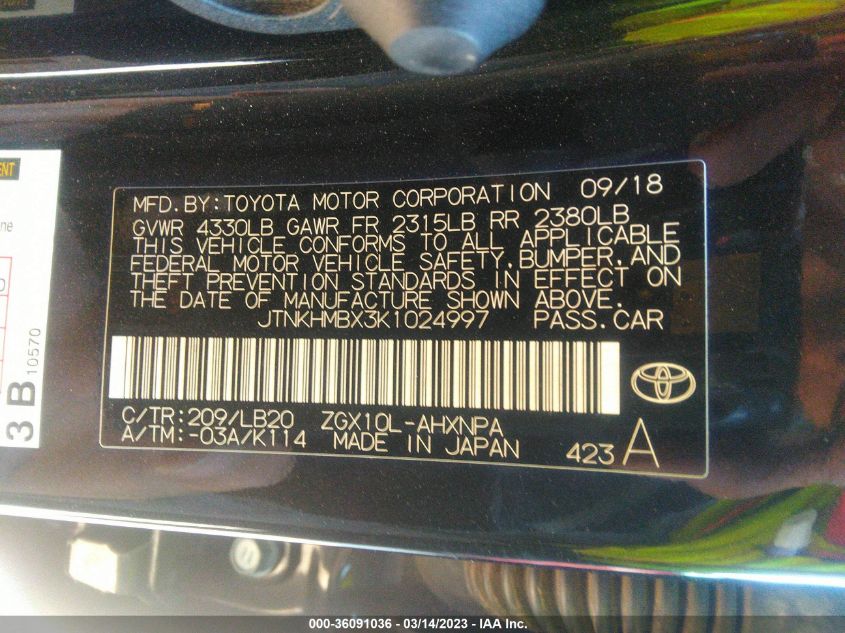 ENT
ne
3 B
10570
MFD.BY:TOYOTA MOTOR CORPORATION 09/18
GVWR 4330LB GAWR FR 2315LB RR 2380LB
THIS VEHICLE CONFORMS TO ALL APPLICABLE
FEDERAL MOTOR VEHICLE SAFETY,BUMPER,AND
THEFT PREVENTION STANDARDS IN EFFECT ON
THE DATE OF MANUFACTURE SHOWN ABOVE.
JTNKHMBX3K1024997 PASS.CAR
C/TR:209/LB20 ZGX10L-AHXNPA
A/TM:-03A/K114 MADE IN JAPAN
423 A
000-36091036 - 03/14/2023 - IAA Inc.